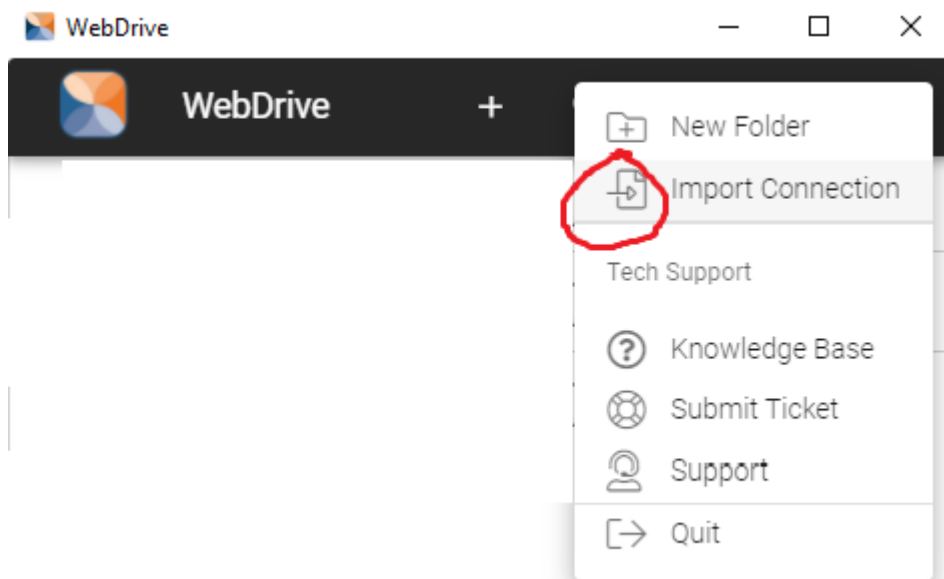 WebDrive
WebDrive
New Folder
Import Connection
Tech Support
Knowledge Base
Submit Ticket
Support
Quit